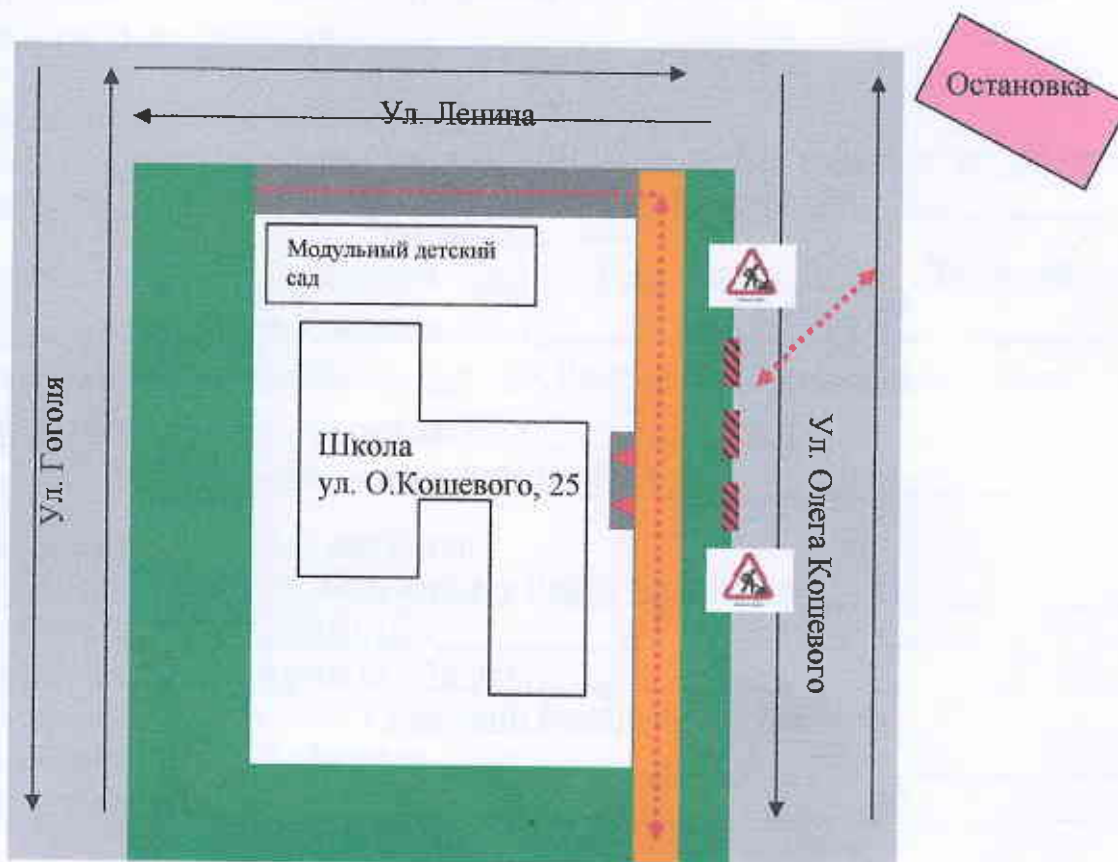 Остановка
Ул. Ленина
Модульный детский
сад
Ул. Гоголя
Школа
ул. О.Кошевого, 25
Ул. Олега Кошевого